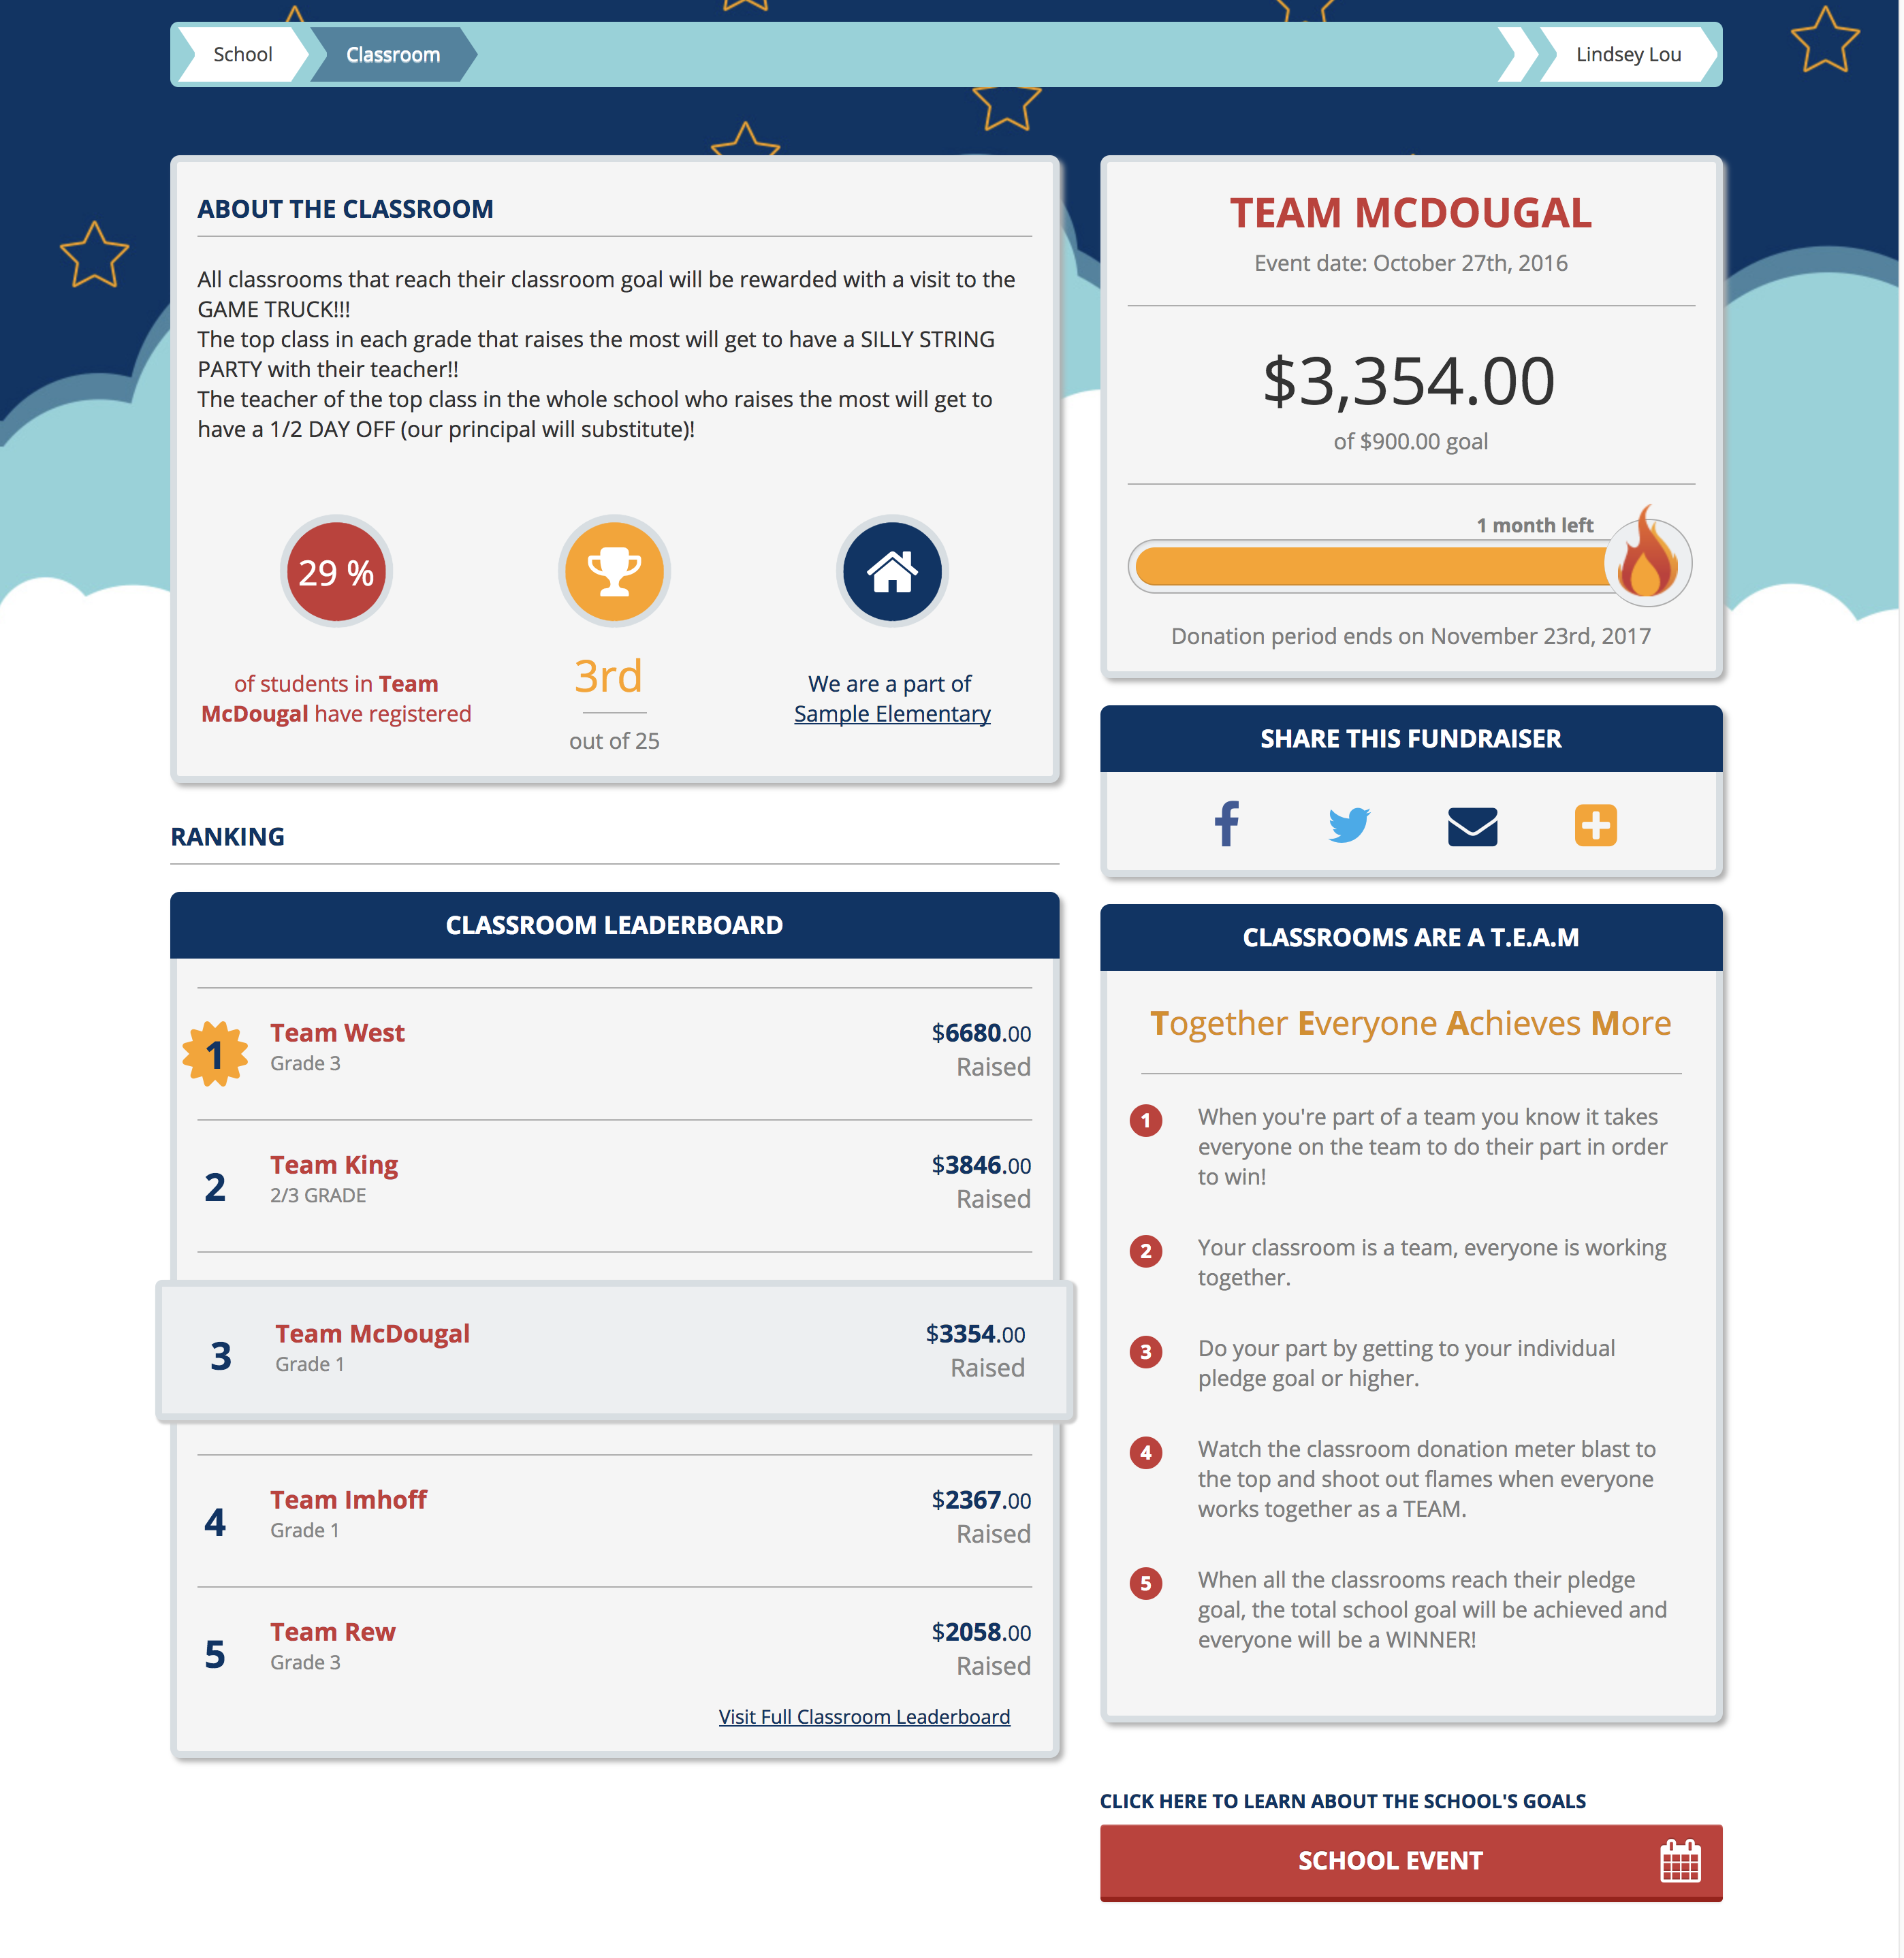 School
Classroom
Lindsey Lou
ABOUT THE CLASSROOM
All classrooms that reach their classroom goal will be rewarded with a visit to the
GAME TRUCK!!!
The top class in each grade that raises the most will get to have a SILLY STRING
PARTY with their teacher!!
The teacher of the top class in the whole school who raises the most will get to
have a 1/2 DAY OFF (our principal will substitute)!
29 %
of students in Team
McDougal have registered
3rd
out of 25
We are a part of
Sample Elementary
RANKING
CLASSROOM LEADERBOARD
1
Team West
Grade 3
$6680.00
Raised
2
Team King
2/3 GRADE
$3846.00
Raised
3
Team McDougal
Grade 1
$3354.00
Raised
4
Team Imhoff
Grade 1
$2367.00
Raised
5
Team Rew
Grade 3
$2058.00
Raised
Visit Full Classroom Leaderboard
TEAM MCDOUGAL
Event date: October 27th, 2016
$3,354.00
of $900.00 goal
1 month left
Donation period ends on November 23rd, 2017
SHARE THIS FUNDRAISER
CLASSROOMS ARE A T.E.A.M
Together Everyone Achieves More
1
When you're part of a team you know it takes
everyone on the team to do their part in order
to win!
2
Your classroom is a team, everyone is working
together.
3
Do your part by getting to your individual
pledge goal or higher.
4
Watch the classroom donation meter blast to
the top and shoot out flames when everyone
works together as a TEAM.
5
When all the classrooms reach their pledge
goal, the total school goal will be achieved and
everyone will be a WINNER!
CLICK HERE TO LEARN ABOUT THE SCHOOL'S GOALS
SCHOOL EVENT